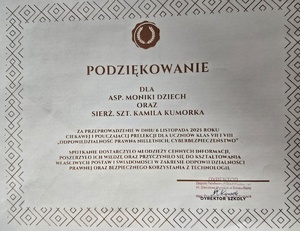 PODZIĘKOWANIE
DLA
ASP. MONIKI DZIECH
ORAZ
SIERŻ. SZT. KAMILA KUMORKA
ZA PRZEPROWADZENIE W DNIU 6 LISTOPADA 2025 ROKU
CIEKAWEJ I POUCZAJĄCEJ PRELEKCJI DLA UCZNIÓW KLAS VII I VIII
„ODPOWIEDZIALNOŚĆ PRAWNA NIELETNICH, CYBERBEZPIECZEŃSTWO"
SPOTKANIE DOSTARCZYŁO MŁODZIEŻY CENNYCH INFORMACJI,
POSZERZYŁO ICH WIEDZĘ ORAZ PRZYCZYNIŁO SIĘ DO KSZTAŁTOWANIA
WŁAŚCIWYCH POSTAW I ŚWIADOMOŚCI W ZAKRESIE ODPOWIEDZIALNOŚCI
PRAWNEJ ORAZ BEZPIECZNEGO KORZYSTANIA Z TECHNOLOGII.
DYREKTOR SZKOŁY